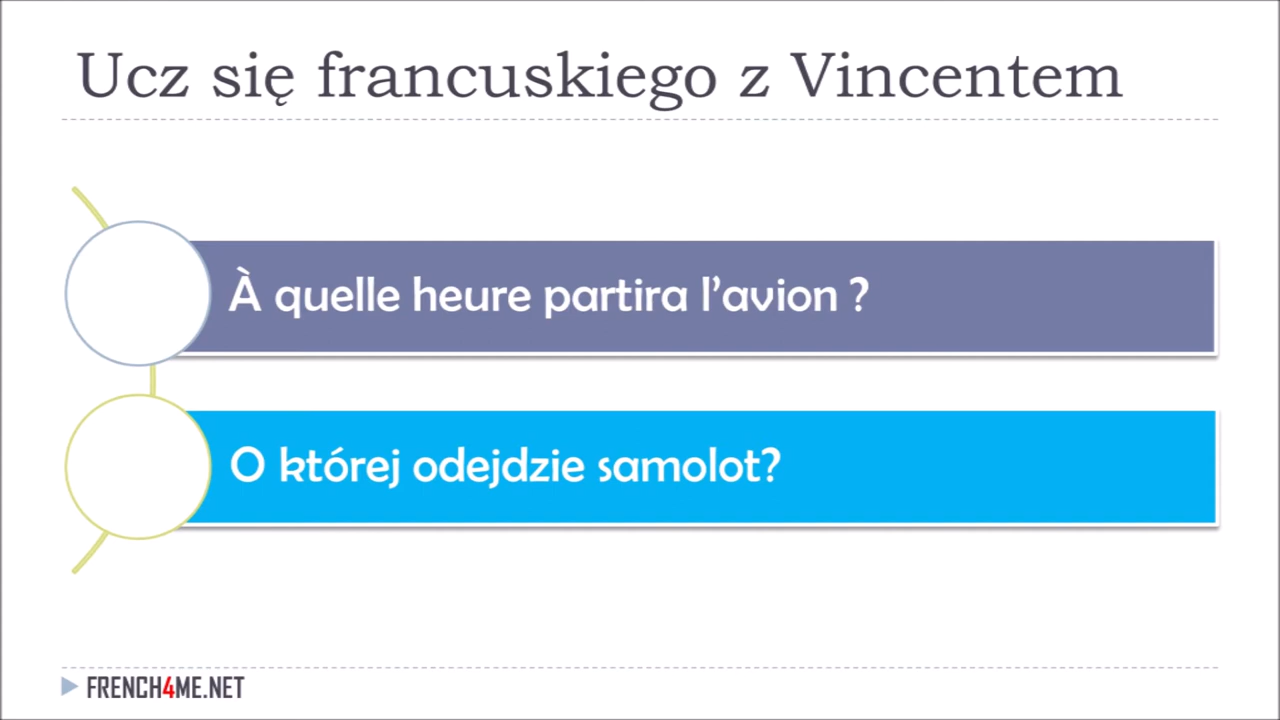 Ucz się francuskiego z Vincentem
À quelle heure partira l’avion ?
O której odejdzie samolot?
FRENCH4ME.NET